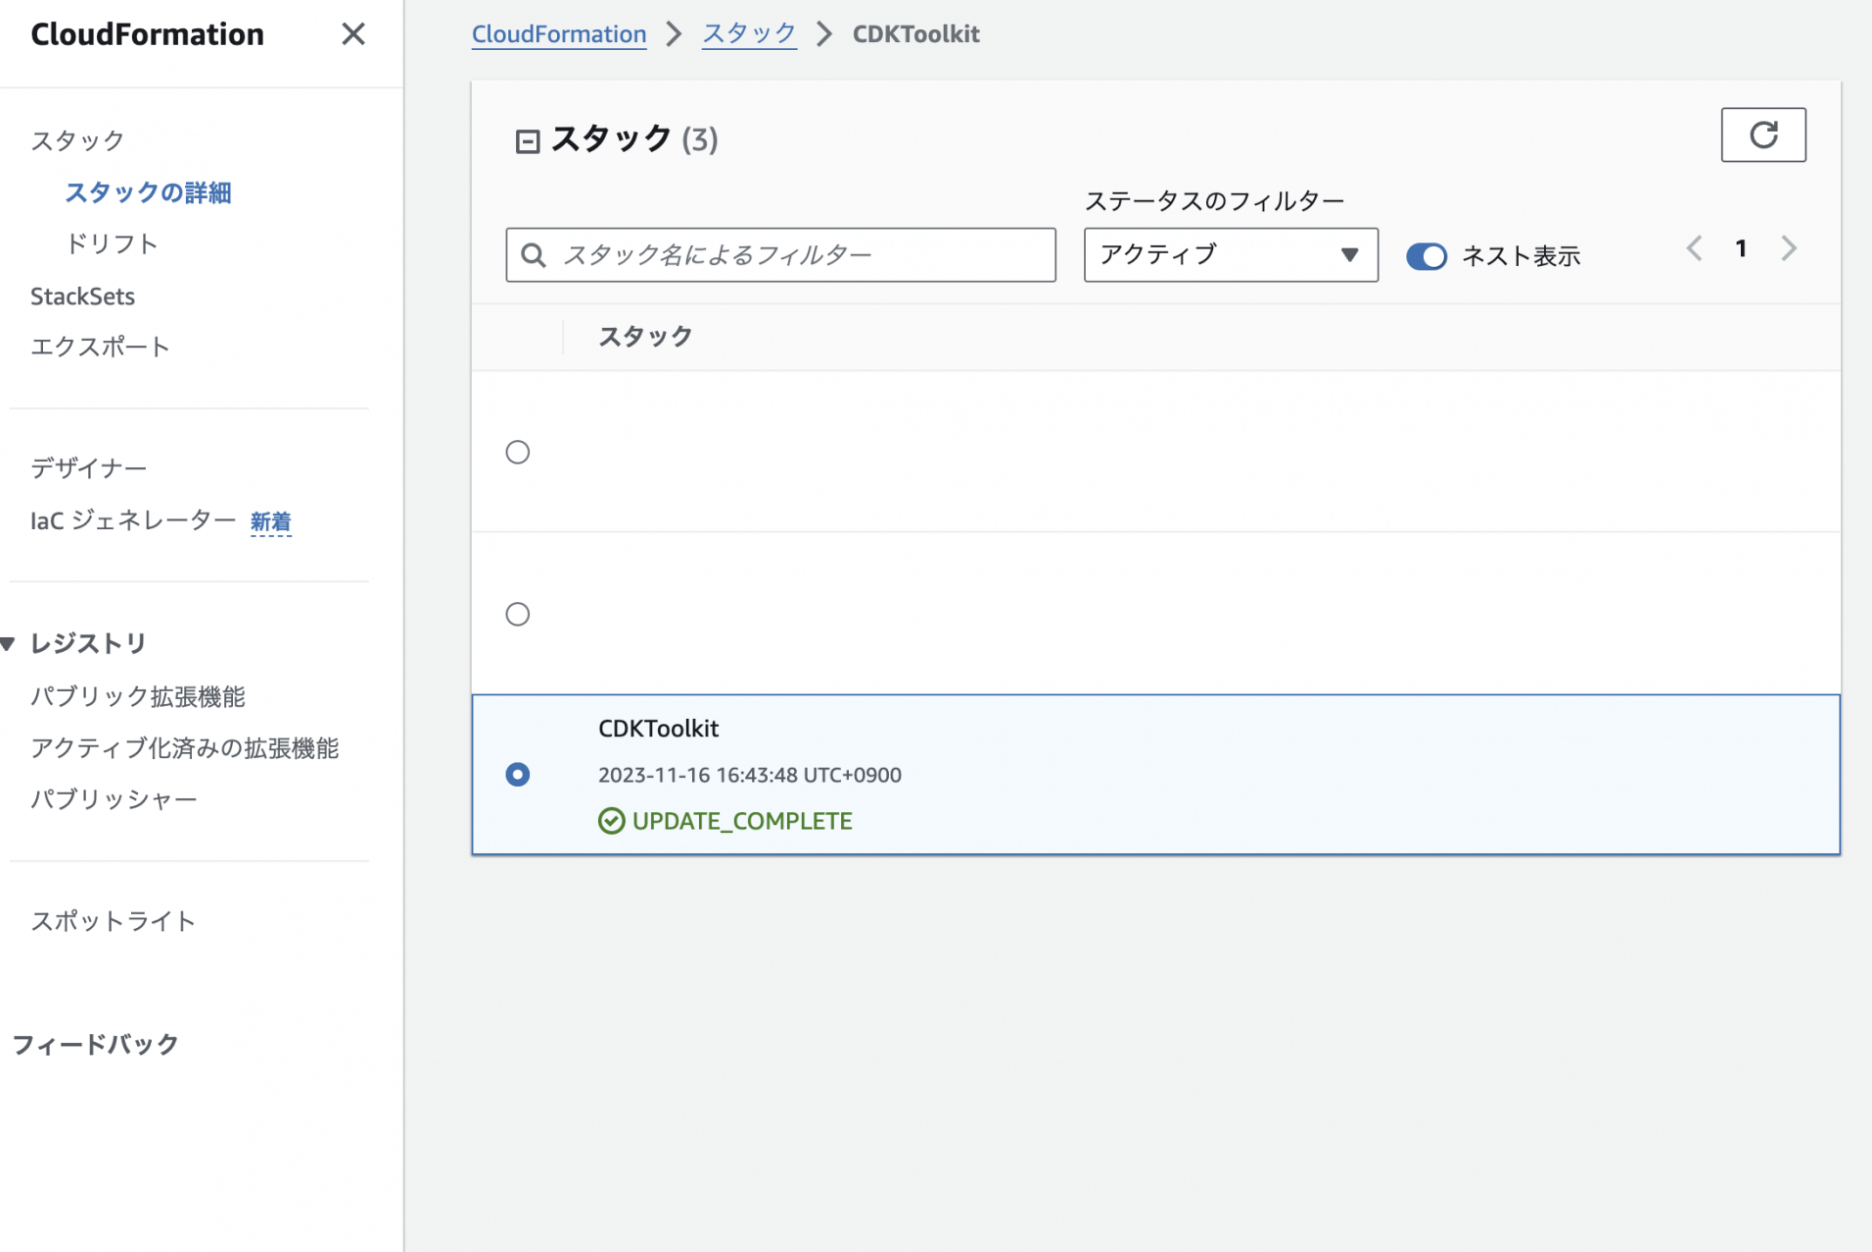 CloudFormation
スタック
スタックの詳細
ドリフト
StackSets
エクスポート
デザイナー
IaC ジェネレーター 新着
レジストリ
パブリック拡張機能
アクティブ化済みの拡張機能
パブリッシャー
スポットライト
フィードバック
CloudFormation スタック CDKToolkit
スタック (3)
ステータスのフィルター
スタック名によるフィルター アクティブ ネスト表示 1
スタック
CDKToolkit
2023-11-16 16:43:48 UTC+0900
UPDATE_COMPLETE